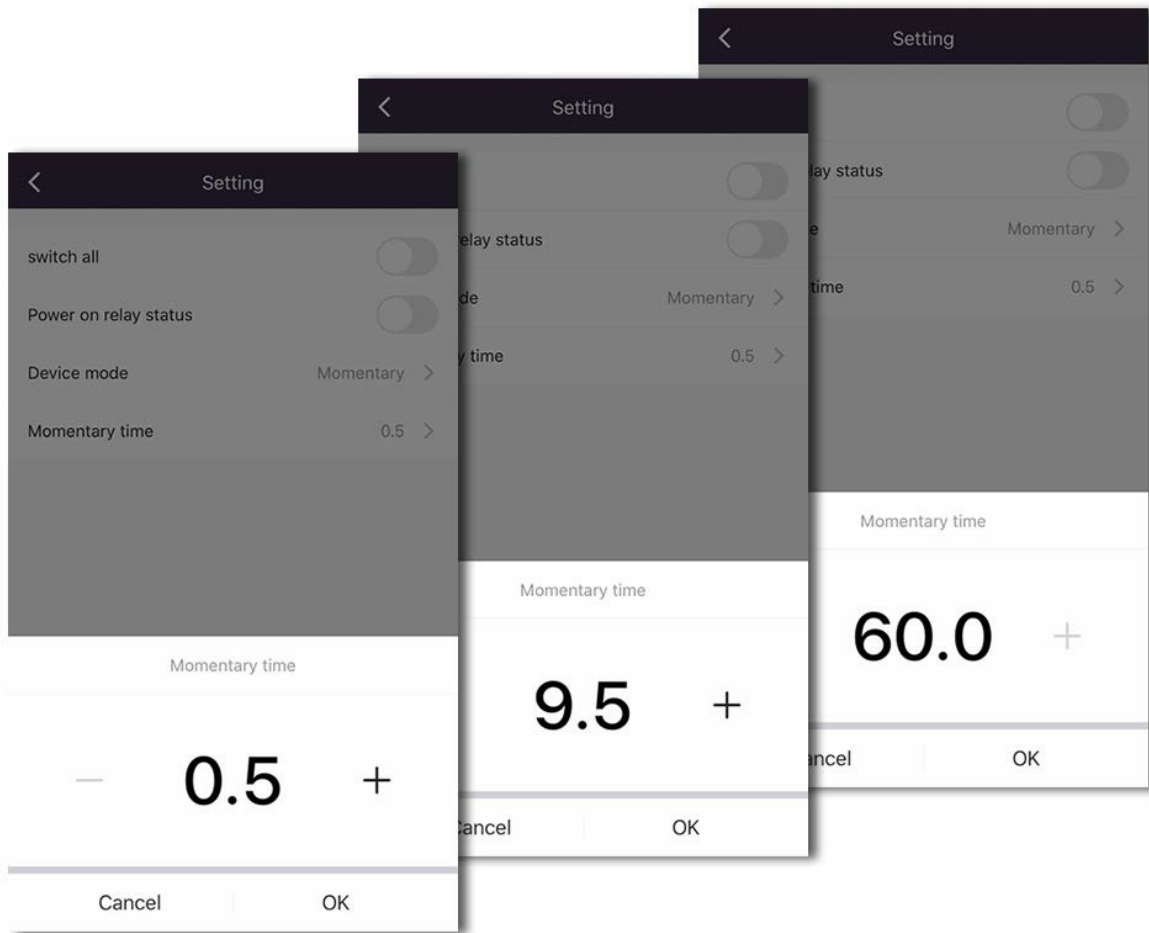 Setting
switch all
Power on relay status
Device mode Momentary
Momentary time 0.5
Momentary time
0.5 +
Cancel OK
Setting
elay status
de Momentary
y time 0.5
Momentary time
9.5 +
Cancel OK
Setting
lay status
e Momentary
time 0.5
Momentary time
60.0 +
ancel OK